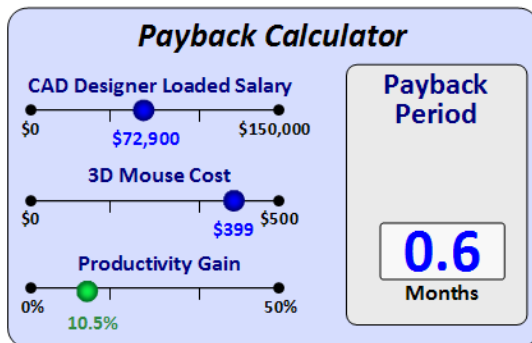 Payback Calculator
CAD Designer Loaded Salary
$0
$72,900
$150,000
3D Mouse Cost
$0
$399
$500
Productivity Gain
0%
10.5%
50%
Payback
Period
0.6
Months